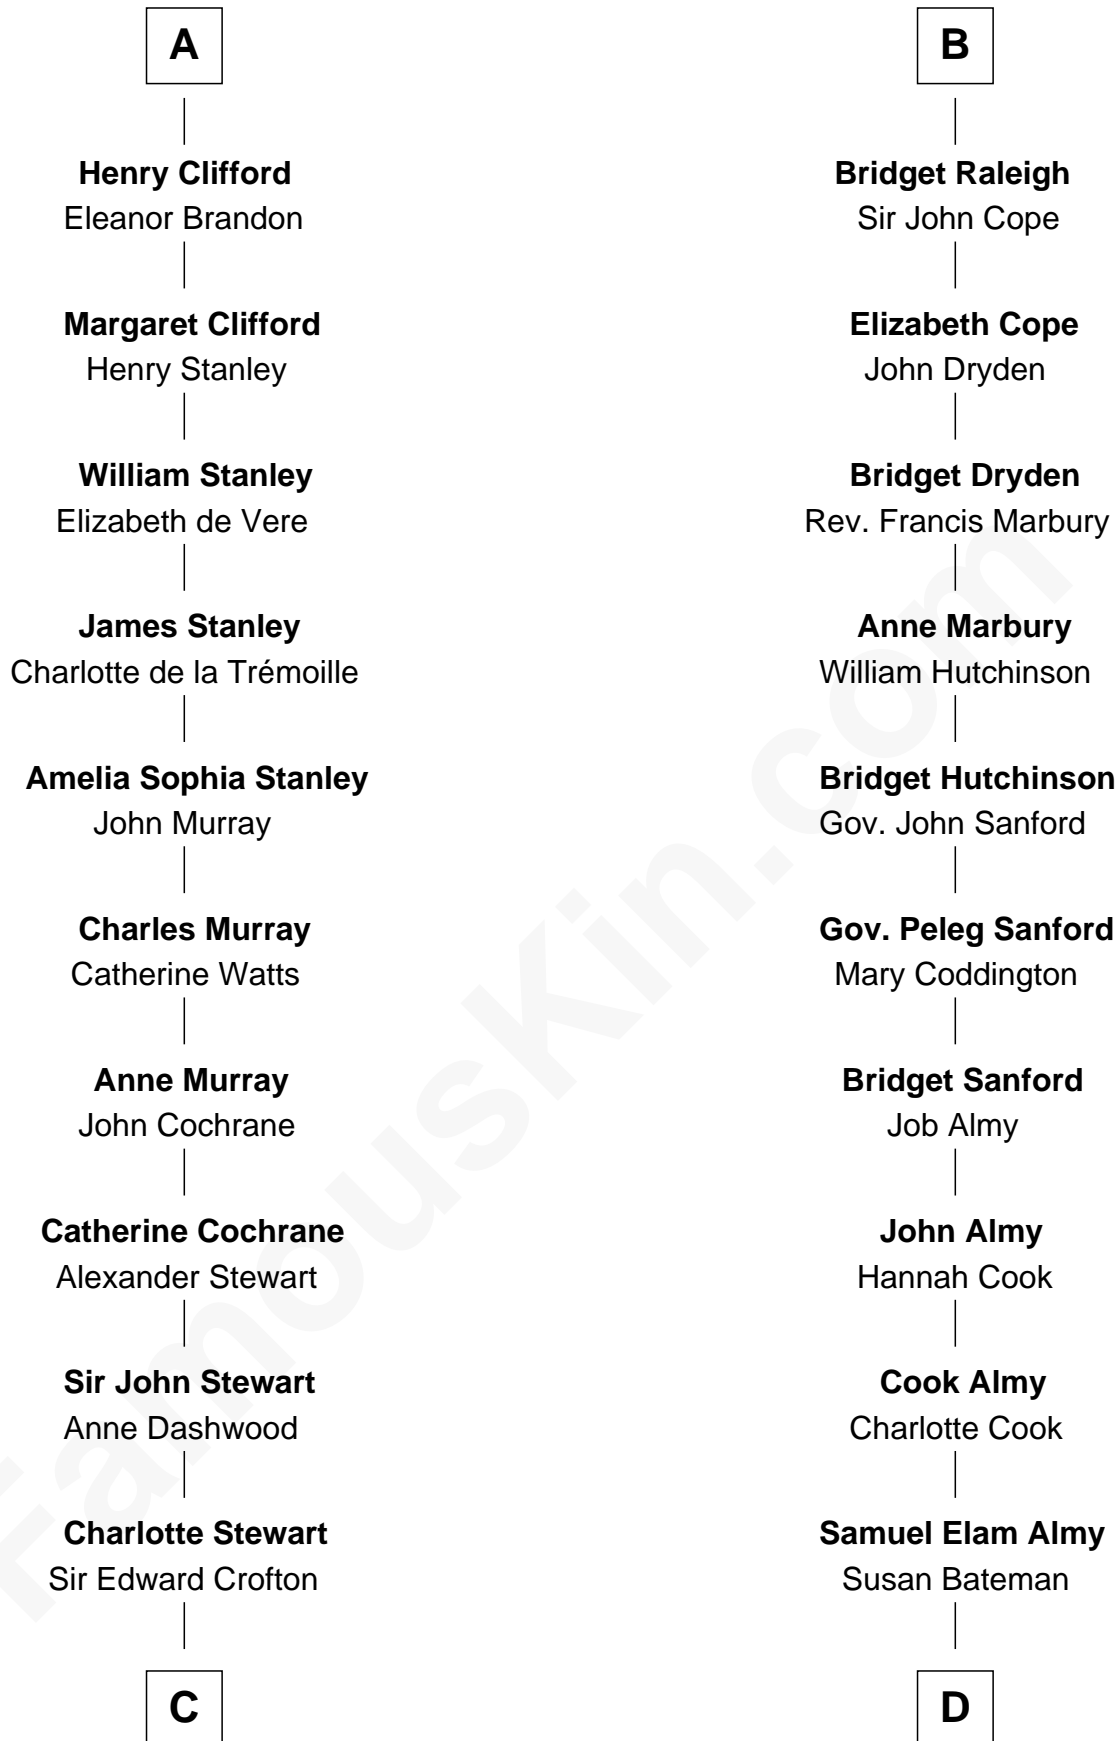 A
Henry Clifford
Eleanor Brandon
Margaret Clifford
Henry Stanley
William Stanley
Elizabeth de Vere
James Stanley
Charlotte de la Trémoille
Amelia Sophia Stanley
John Murray
Charles Murray
Catherine Watts
Anne Murray
John Cochrane
Catherine Cochrane
Alexander Stewart
Sir John Stewart
Anne Dashwood
Charlotte Stewart
Sir Edward Crofton
C
B
Bridget Raleigh
Sir John Cope
Elizabeth Cope
John Dryden
Bridget Dryden
Rev. Francis Marbury
Anne Marbury
William Hutchinson
Bridget Hutchinson
Gov. John Sanford
Gov. Peleg Sanford
Mary Coddington
Bridget Sanford
Job Almy
John Almy
Hannah Cook
Cook Almy
Charlotte Cook
Samuel Elam Almy
Susan Bateman
D
FamousKin.com